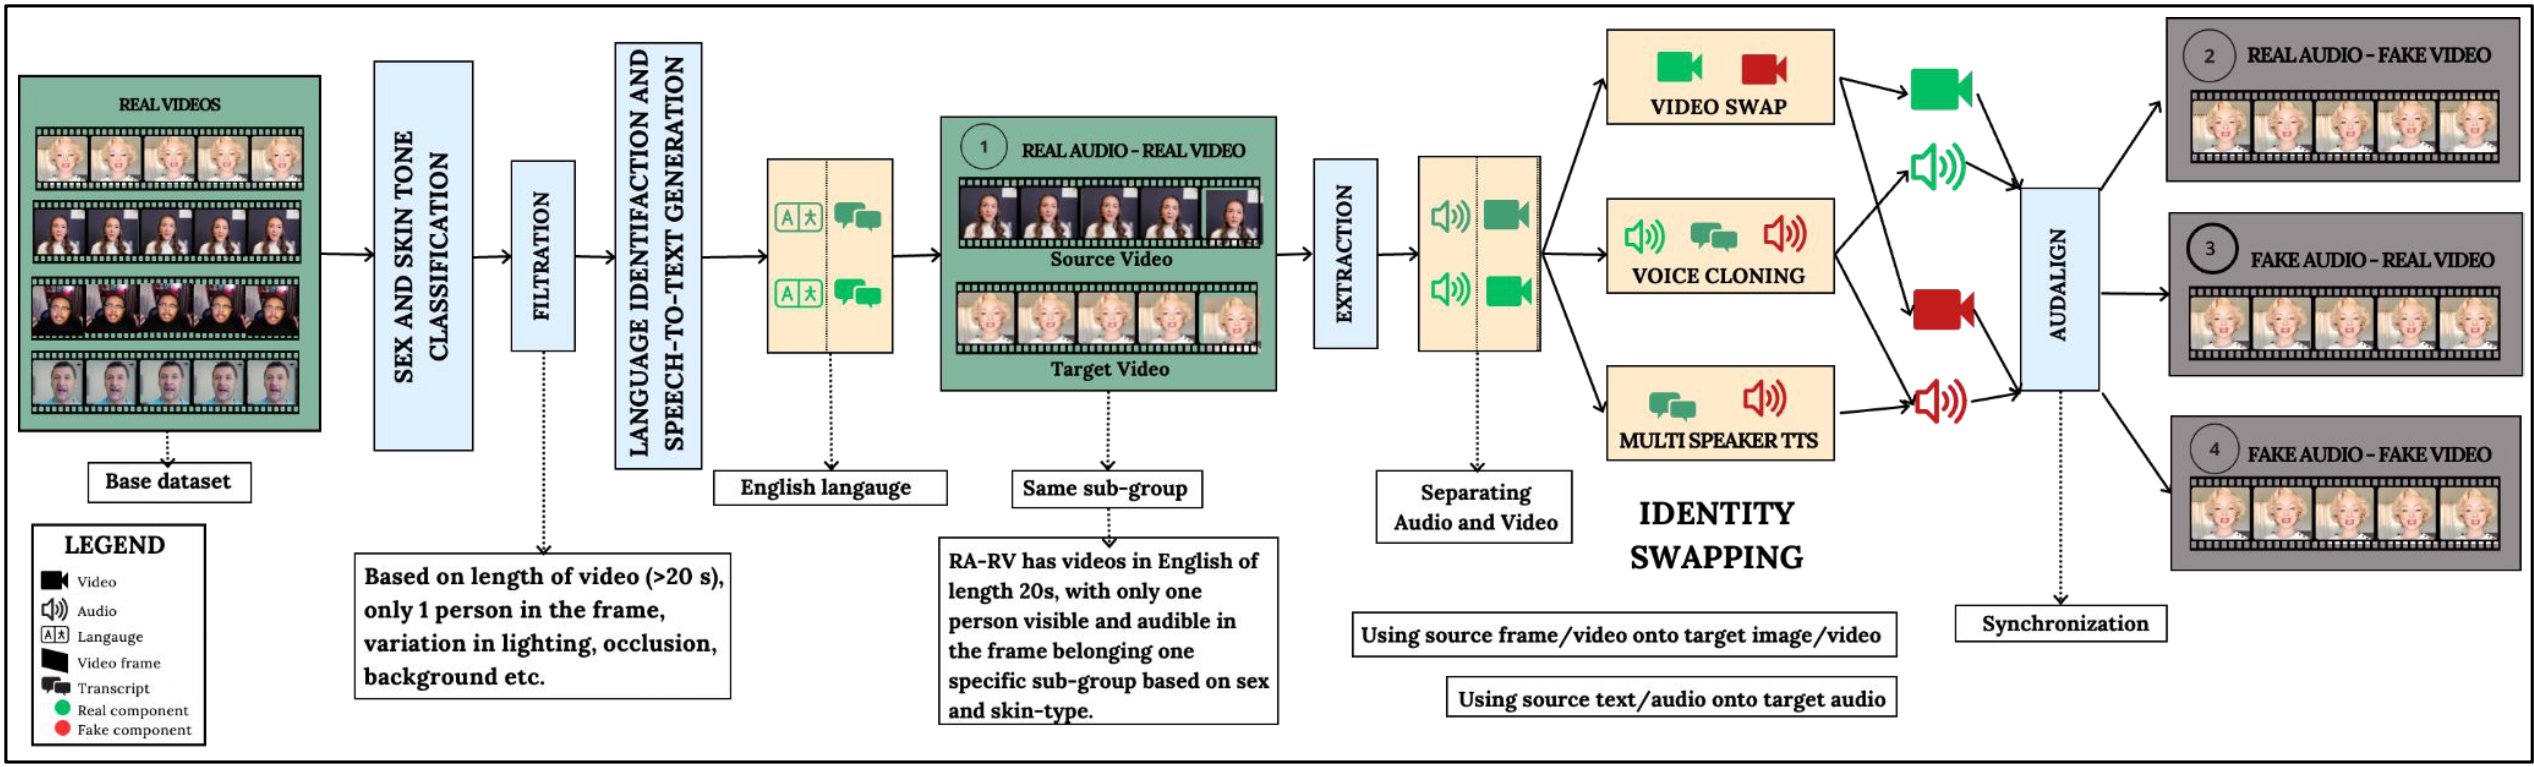 REAL VIDEOS
Base dataset
SEX AND SKIN TONE
CLASSIFICATION
FILTRATION
Based on length of video (>20 s),
only 1 person in the frame,
variation in lighting, occlusion,
background etc.
LANGUAGE IDENTIFACTION AND
SPEECH-TO-TEXT GENERATION
English langauge
1
REAL AUDIO - REAL VIDEO
Source Video
Target Video
Same sub-group
RA-RV has videos in English of
length 20s, with only one
person visible and audible in
the frame belonging one
specific sub-group based on sex
and skin-type.
EXTRACTION
Separating
Audio and Video
VIDEO SWAP
VOICE CLONING
MULTI SPEAKER TTS
IDENTITY
SWAPPING
Using source frame/video onto target image/video
Using source text/audio onto target audio
AUDALIGN
Synchronization
2
REAL AUDIO - FAKE VIDEO
3
FAKE AUDIO - REAL VIDEO
4
FAKE AUDIO - FAKE VIDEO
LEGEND
Video
Audio
Langauge
Video frame
Transcript
Real component
Fake component